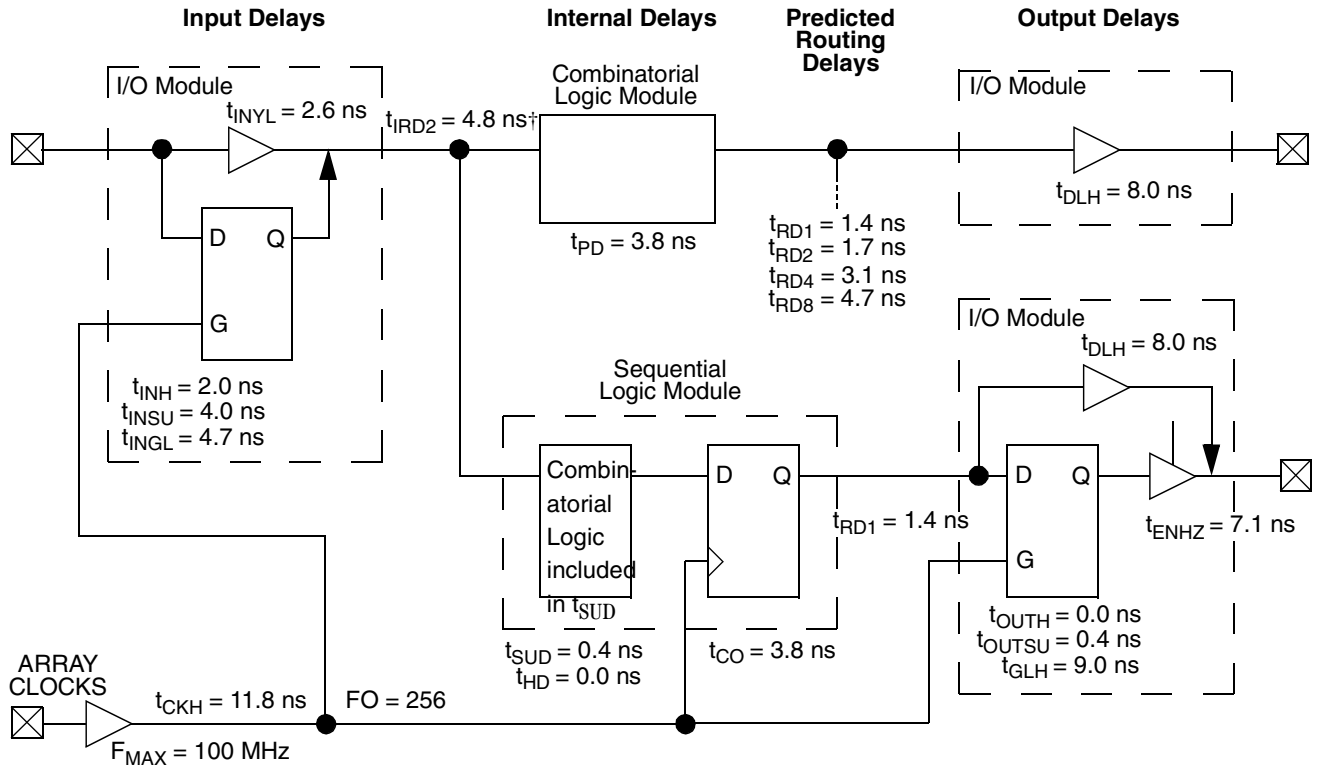 Input Delays
Internal Delays
Predicted
Routing
Delays
Output Delays
I/O Module
tINYL = 2.6 ns
tIRD2 = 4.8 ns†
Combinatorial
Logic Module
I/O Module
tDLH = 8.0 ns
D Q
G
tPD = 3.8 ns
tRD1 = 1.4 ns
tRD2 = 1.7 ns
tRD4 = 3.1 ns
tRD8 = 4.7 ns
tINH = 2.0 ns
tINSU = 4.0 ns
tINGL = 4.7 ns
Sequential
Logic Module
I/O Module
tDLH = 8.0 ns
Combin-
atorial
Logic
included
in tSUD
D Q
tRD1 = 1.4 ns
D Q
G
tENHZ = 7.1 ns
tSUD = 0.4 ns
tHD = 0.0 ns
tCO = 3.8 ns
tOUTH = 0.0 ns
tOUTSU = 0.4 ns
tGLH = 9.0 ns
ARRAY
CLOCKS
tCKH = 11.8 ns
FO = 256
FMAX = 100 MHz